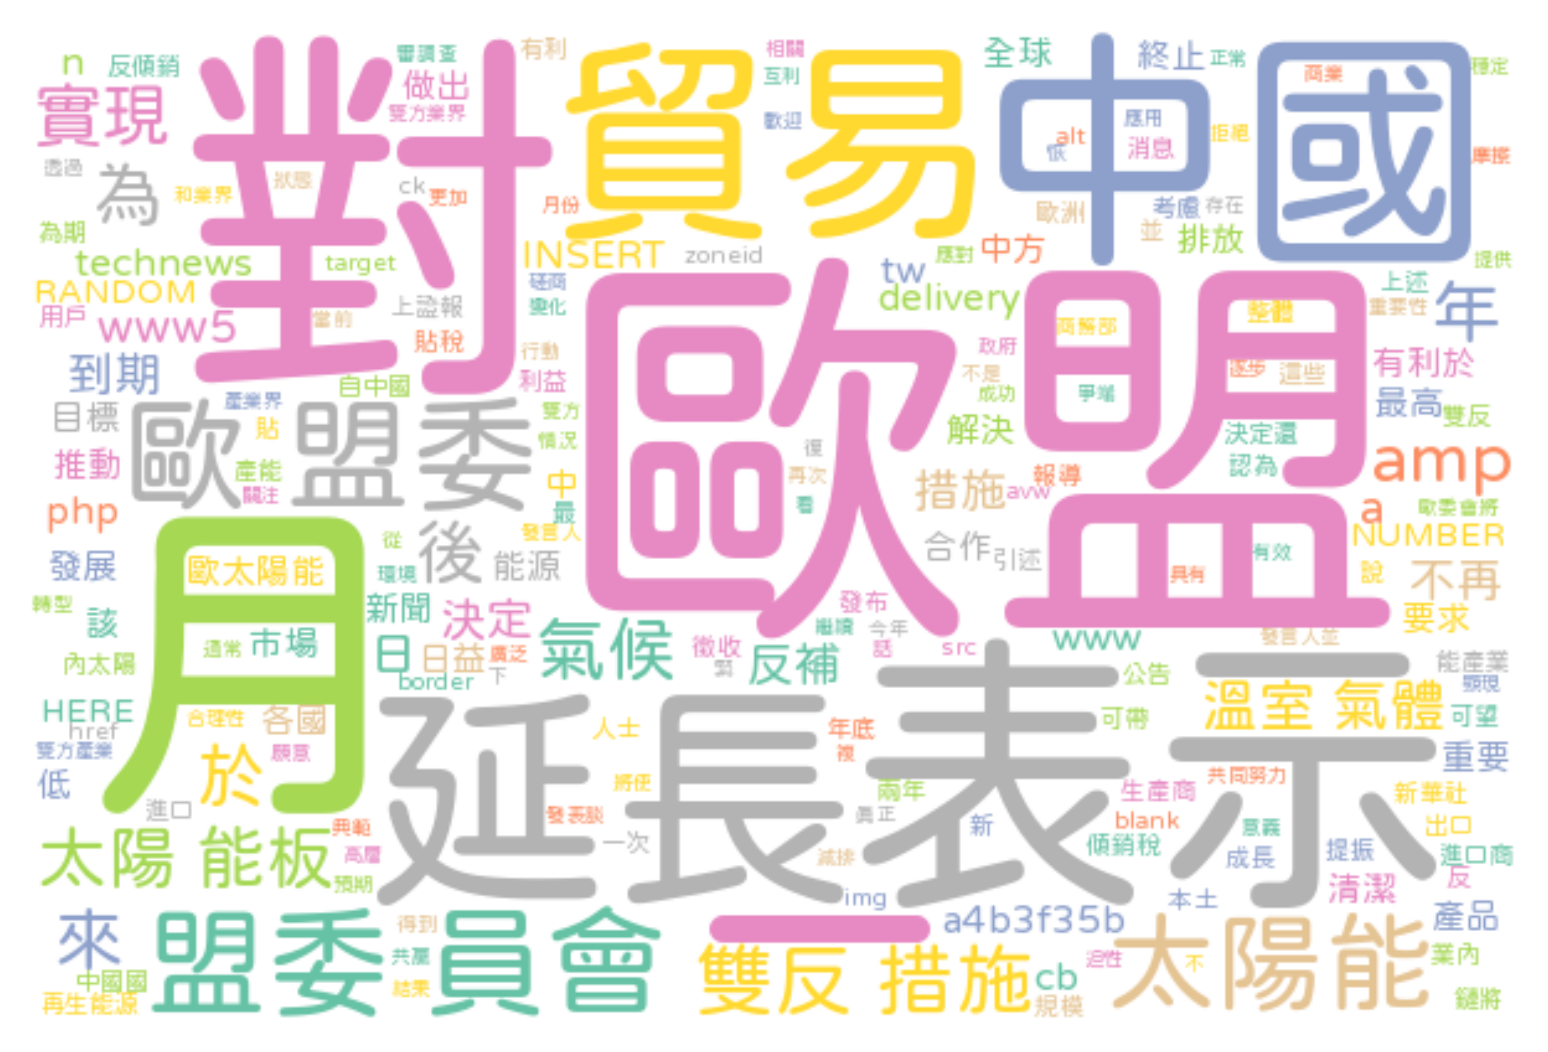 n
反傾銷
實現
透過
為
為期
technews
RANDOM
用戶
www5
到期
對
審調查
做出
雙方業界
和業界
狀態
ck
更加
target
上證報
當前
貼稅
自中國
有利
貿易
月份
INSERT
zoneid
磋商
變化
行動
利益
相關
互利
歡迎
全球
終止
正常
中國
商業
穩定
alt
應用
消息
拒絕
摩擦
歐洲
考慮
存在
並
排放
中方
應對
提供
tw
delivery
歐盟
商務部
整體
上述
重要性
年
政府
逐步
這些
有利於
不是
成功
爭端
最高
雙反
解決
決定還
認為
復
再次
看
措施
報導
avw
amp
a
歐委會將
NUMBER
目標
歐盟委
產業界
貼
產能
關注
推動
雙方
情況
中
最
發言人
php
發展
月
歐太陽能
從
環境
後
能源
合作
引述
有效
具有
說
不再
要求
轉型
該
內太陽
通常
市場
新聞
決定
日
日益
廣泛
下
border
氣候
徵收
緊
反補
發布
繼續
今年
話
src
www
發言人並
公告
能產業
顯現
HERE
href
合理性
各國
雙方產業
低
於
願意
進口
延長
表示
人士
將使
年底
複
發表談
一次
真正
減排
兩年
可帶
溫室氣體
可望
重要
共同努力
生產商
blank
新
傾銷稅
意義
成長
提振
新華社
出口
進口商
反
清潔
太陽能板
典範
高層
預期
來
中國國
再生能源
盟委員會
得到
共贏
結果
img
a4b3f35b
本土
雙反措施
cb
規模
太陽能
不
產品
業內
鏈將